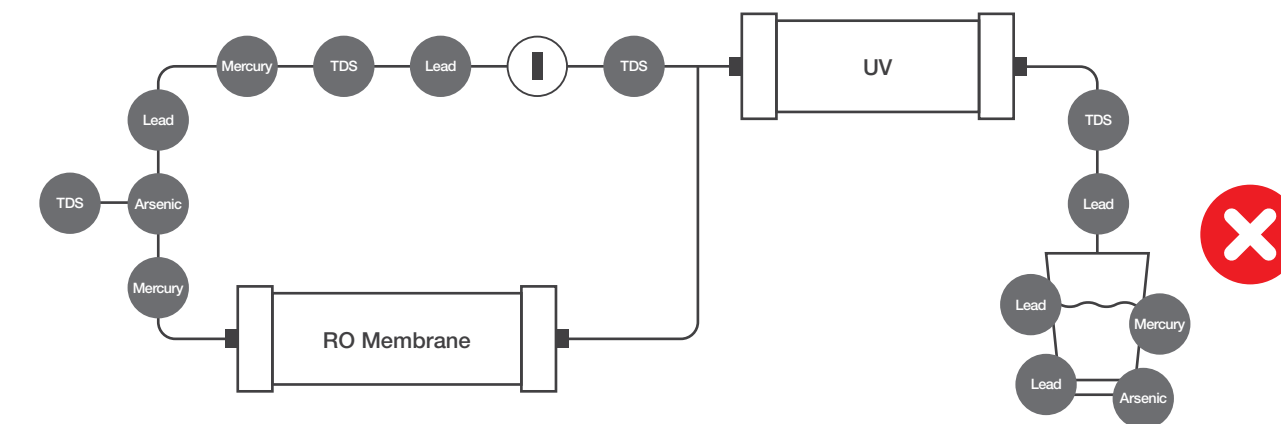 Mercury
TDS
Lead
TDS
UV
Lead
TDS
TDS
Arsenic
Lead
Mercury
RO Membrane
Lead
Mercury
Lead
Arsenic